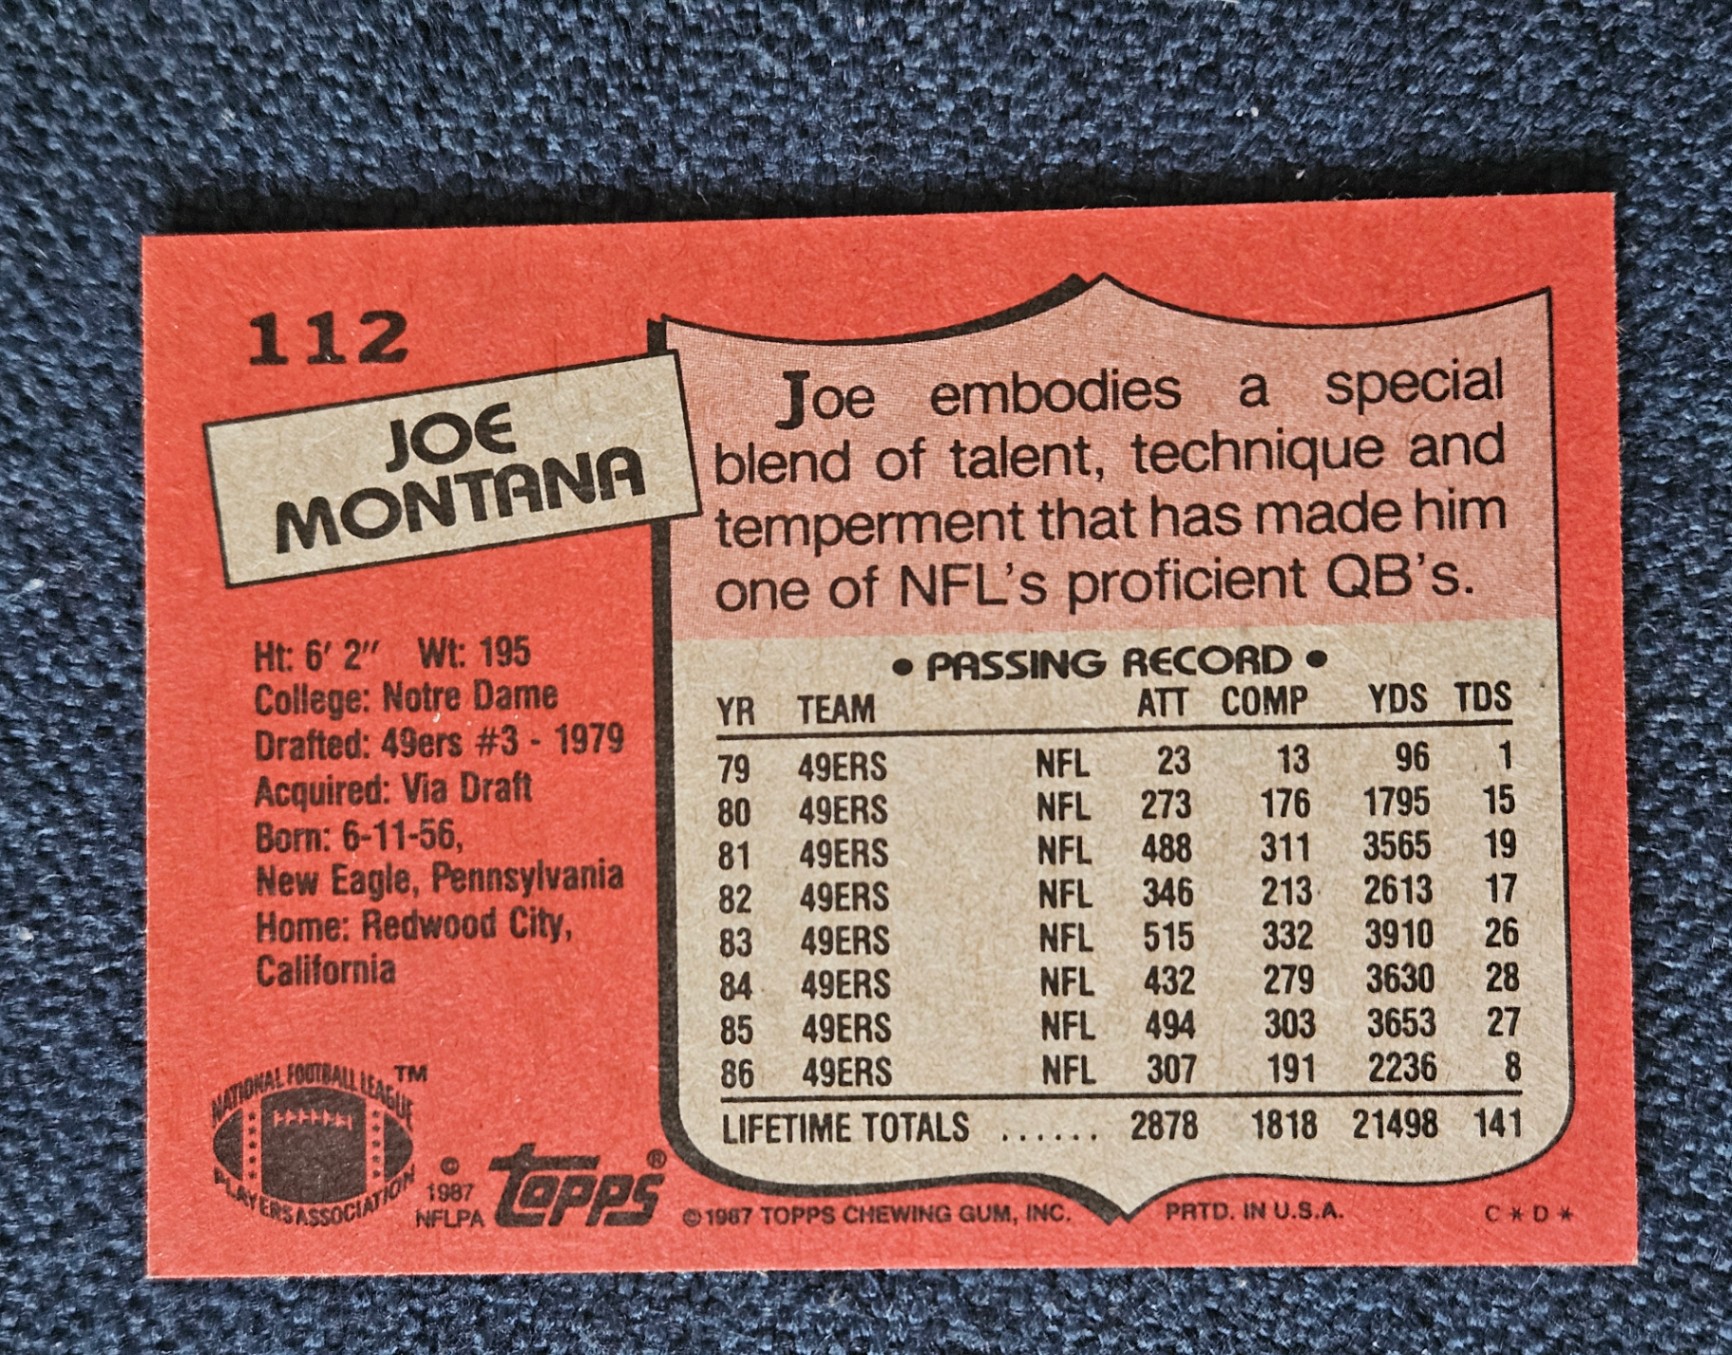 112
JOE
MONTANA
Joe embodies a special
blend of talent, technique and
temperment that has made him
one of NFL's proficient QB's.
Ht: 6' 2" Wt: 195
College: Notre Dame
Drafted: 49ers #3 - 1979
Acquired: Via Draft
Born: 6-11-56,
New Eagle, Pennsylvania
Home: Redwood City,
California
• PASSING RECORD •
YR TEAM ATT COMP YDS TDS
79 49ERS NFL 23 13 96 1
80 49ERS NFL 273 176 1795 15
81 49ERS NFL 488 311 3565 19
82 49ERS NFL 346 213 2613 17
83 49ERS NFL 515 332 3910 26
84 49ERS NFL 432 279 3630 28
85 49ERS NFL 494 303 3653 27
86 49ERS NFL 307 191 2236 8
LIFETIME TOTALS ...... 2878 1818 21498 141
NATIONAL FOOTBALL LEAGUE™
PLAYERS ASSOCIATION
© 1987 NFLPA
topps®
©1987 TOPPS CHEWING GUM, INC. PRTD. IN U.S.A. C * D *